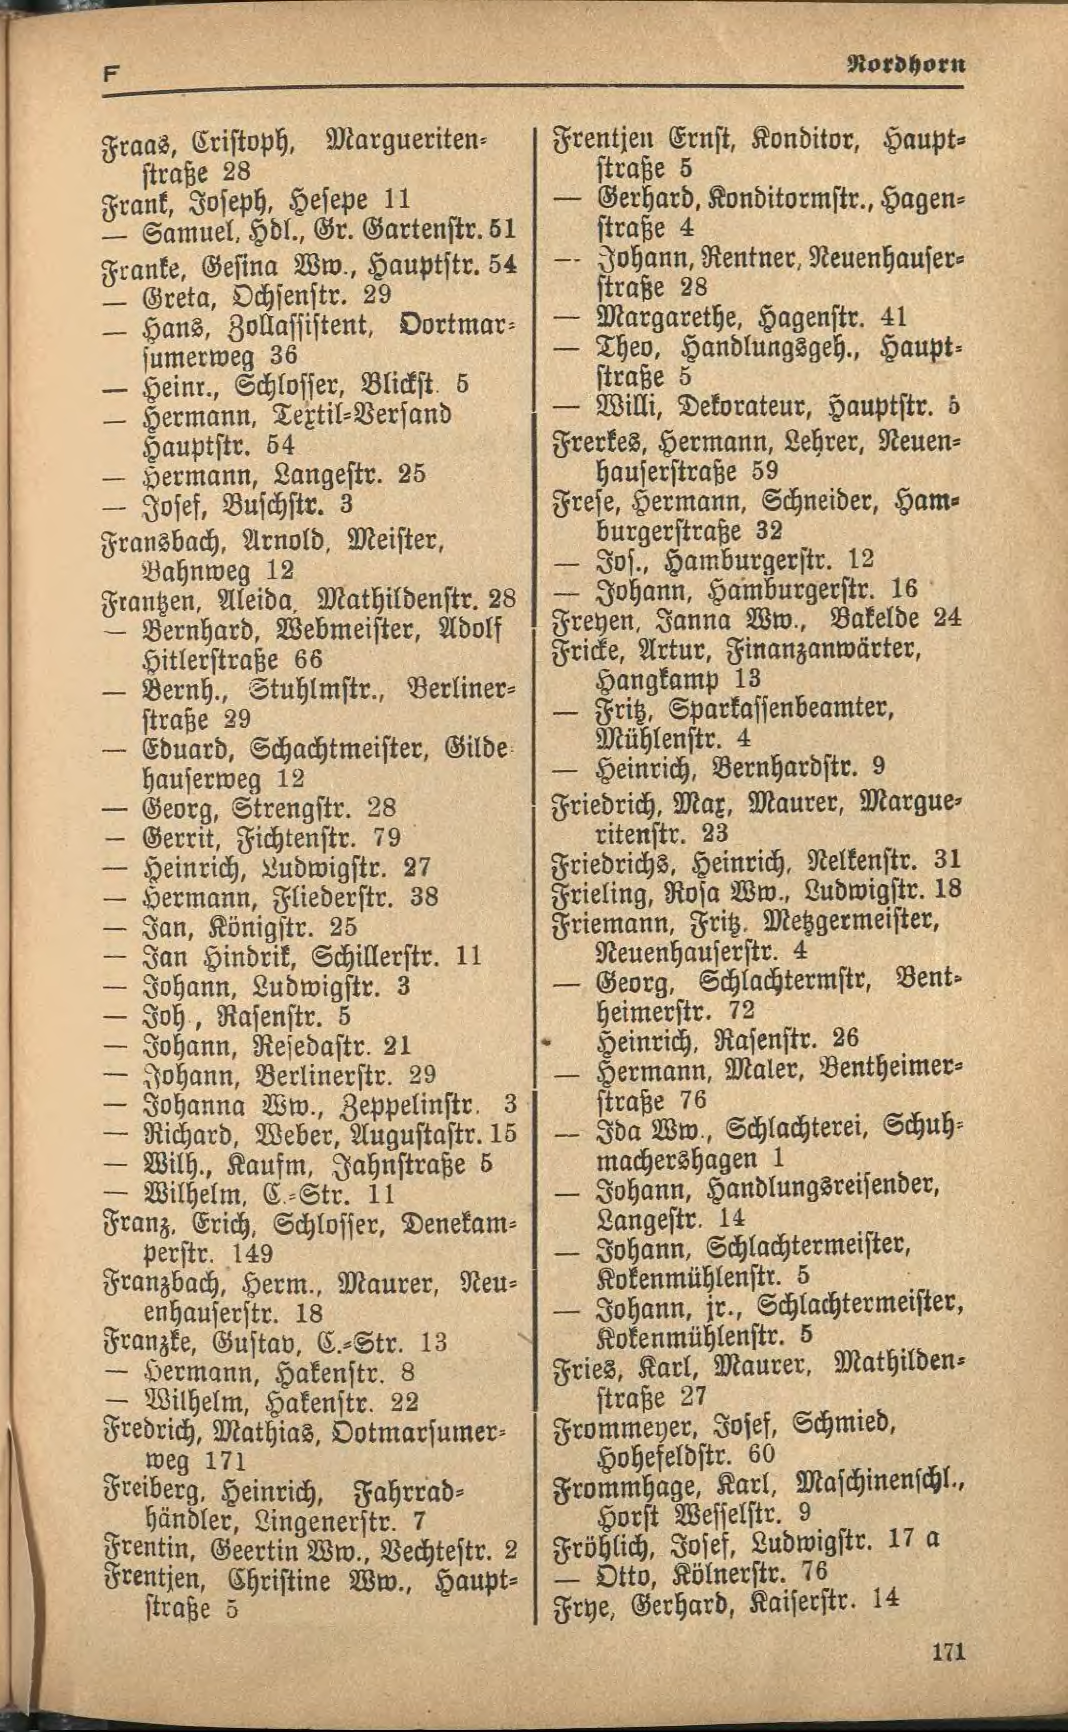 F
Nordhorn
Fraas, Cristoph, Margueriten-
straße 28
Frank, Joseph, Hesepe 11
— Samuel, Hdl., Gr. Gartenstr. 51
Franke, Gesina Ww., Hauptstr. 54
— Greta, Ochsenstr. 29
— Hans, Zollassistent, Dortmar-
sumerweg 36
— Heinr., Schlosser, Blickst. 5
— Hermann, Textil-Versand
Hauptstr. 54
— Hermann, Langestr. 25
— Josef, Buschstr. 3
Fransbach, Arnold, Meister,
Bahnweg 12
Frantzen, Aleida, Mathildenstr. 28
— Bernhard, Webmeister, Adolf
Hitlerstraße 66
— Bernh., Stuhlmstr., Berliner-
straße 29
— Eduard, Schachtmeister, Gilde-
hauserweg 12
— Georg, Strengstr. 28
— Gerrit, Fichtenstr. 79
— Heinrich, Ludwigstr. 27
— Hermann, Fliederstr. 38
— Jan, Königstr. 25
— Jan Hindrik, Schillerstr. 11
— Johann, Ludwigstr. 3
— Joh., Rasenstr. 5
— Johann, Resedastr. 21
— Johann, Berlinerstr. 29
— Johanna Ww., Zeppelinstr. 3
— Richard, Weber, Augustastr. 15
— Wilh., Kaufm, Jahnstraße 5
— Wilhelm, C.-Str. 11
Franz, Erich, Schlosser, Denekam-
perstr. 149
Franzbach, Herm., Maurer, Neu-
enhauserstr. 18
Franzke, Gustav, C.-Str. 13
— Hermann, Hakenstr. 8
— Wilhelm, Hakenstr. 22
Fredrich, Mathias, Dotmarsumer-
weg 171
Freiberg, Heinrich, Fahrrad-
händler, Lingenerstr. 7
Frentin, Geertin Ww., Vechtestr. 2
Frentjen, Christine Ww., Haupt-
straße 5
Frentjen Ernst, Konditor, Haupt-
straße 5
— Gerhard, Konditormstr., Hagen-
straße 4
— Johann, Rentner, Neuenhauser-
straße 28
— Margarethe, Hagenstr. 41
— Theo, Handlungsgeh., Haupt-
straße 5
— Willi, Dekorateur, Hauptstr. 5
Frerkes, Hermann, Lehrer, Neuen-
hauserstraße 59
Frese, Hermann, Schneider, Ham-
burgerstraße 32
— Jos., Hamburgerstr. 12
— Johann, Hamburgerstr. 16
Freyen, Janna Ww., Bakelde 24
Fricke, Artur, Finanzanwärter,
Hangkamp 13
— Fritz, Sparkassenbeamter,
Mühlenstr. 4
— Heinrich, Bernhardstr. 9
Friedrich, Max, Maurer, Margue-
ritenstr. 23
Friedrichs, Heinrich, Nelkenstr. 31
Frieling, Rosa Ww., Ludwigstr. 18
Friemann, Fritz, Metzgermeister,
Neuenhauserstr. 4
— Georg, Schlachtermstr, Bent-
heimerstr. 72
Heinrich, Rasenstr. 26
— Hermann, Maler, Bentheimer-
straße 76
— Ida Ww., Schlachterei, Schuh-
machershagen 1
— Johann, Handlungsreisender,
Langestr. 14
— Johann, Schlachtermeister,
Kokenmühlenstr. 5
— Johann, jr., Schlachtermeister,
Kokenmühlenstr. 5
Fries, Karl, Maurer, Mathilden-
straße 27
Frommeyer, Josef, Schmied,
Hohefeldstr. 60
Frommhage, Karl, Maschinenschl.,
Horst Wesselstr. 9
Fröhlich, Josef, Ludwigstr. 17 a
— Otto, Kölnerstr. 76
Frye, Gerhard, Kaiserstr. 14
171